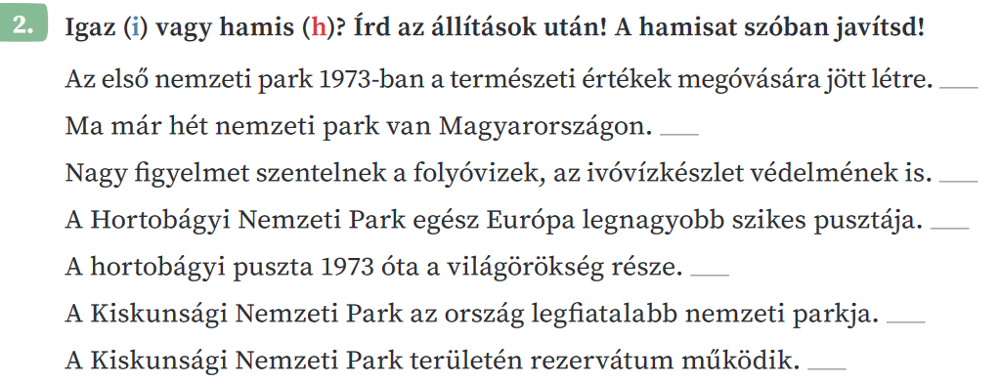 2. Igaz (i) vagy hamis (h)? Írd az állítások után! A hamisat szóban javítsd!
Az első nemzeti park 1973-ban a természeti értékek megóvására jött létre. ___
Ma már hét nemzeti park van Magyarországon. ___
Nagy figyelmet szentelnek a folyóvizek, az ivóvízkészlet védelmének is. ___
A Hortobágyi Nemzeti Park egész Európa legnagyobb szikes pusztája. ___
A hortobágyi puszta 1973 óta a világörökség része. ___
A Kiskunsági Nemzeti Park az ország legfiatalabb nemzeti parkja. ___
A Kiskunsági Nemzeti Park területén rezervátum működik. ___